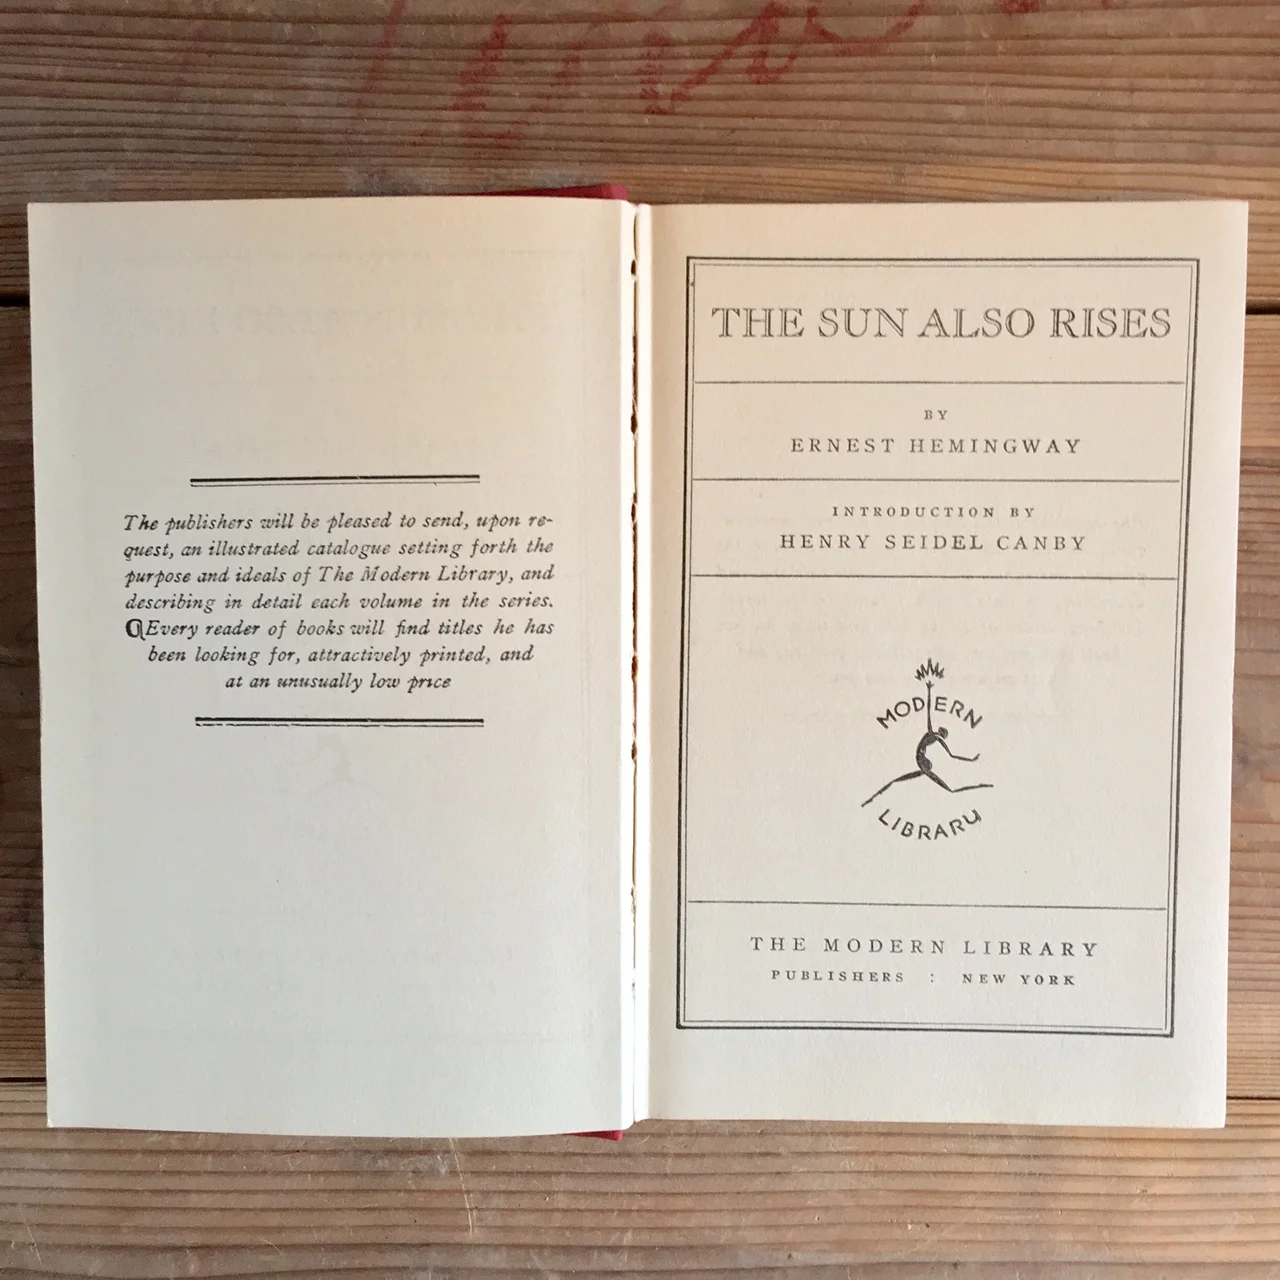 The publishers will be pleased to send, upon re-
quest, an illustrated catalogue setting forth the
purpose and ideals of The Modern Library, and
describing in detail each volume in the series.
Every reader of books will find titles he has
been looking for, attractively printed, and
at an unusually low price
THE SUN ALSO RISES
BY
ERNEST HEMINGWAY
INTRODUCTION BY
HENRY SEIDEL CANBY
MODERN
LIBRARY
THE MODERN LIBRARY
PUBLISHERS : NEW YORK